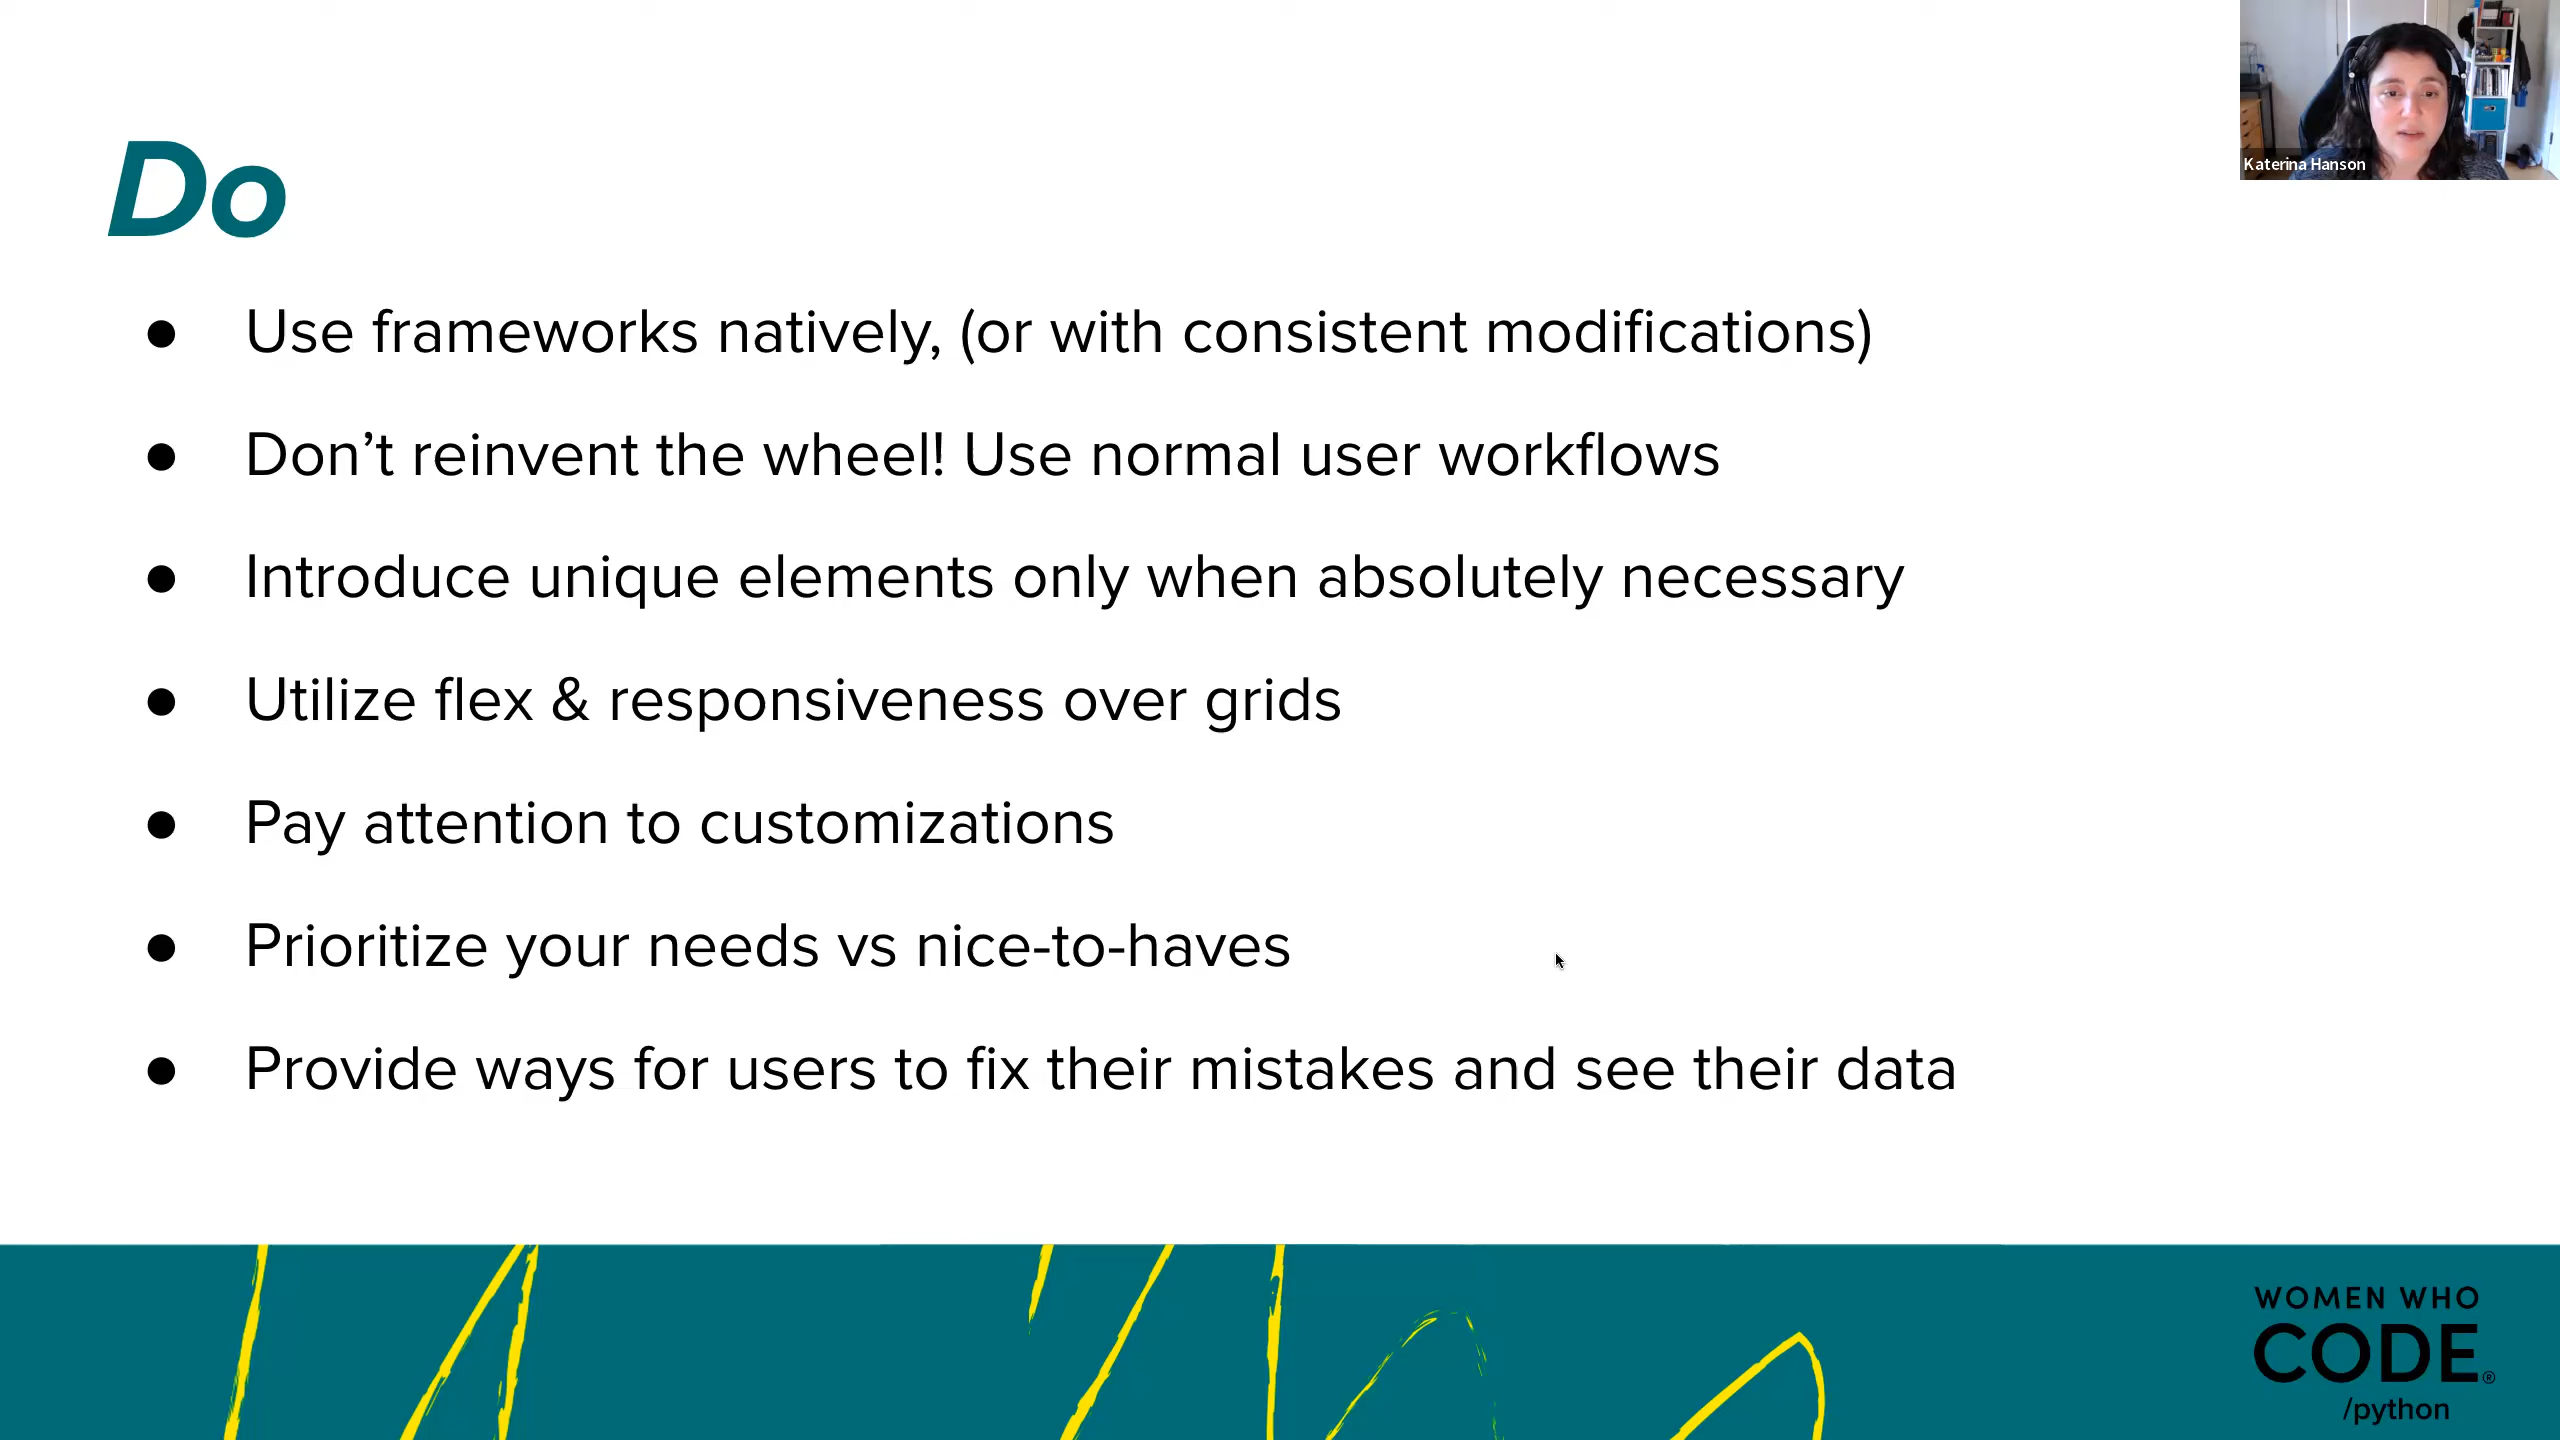 Do
● Use frameworks natively, (or with consistent modifications)
● Don’t reinvent the wheel! Use normal user workflows
● Introduce unique elements only when absolutely necessary
● Utilize flex & responsiveness over grids
● Pay attention to customizations
● Prioritize your needs vs nice-to-haves
● Provide ways for users to fix their mistakes and see their data
Katerina Hanson
WOMEN WHO
CODE®
/python